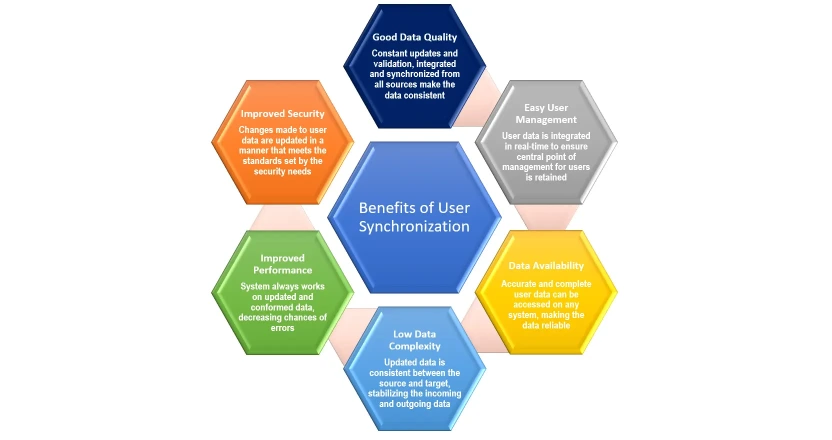 Good Data Quality
Constant updates and
validation, integrated
and synchronized from
all sources make the
data consistent
Easy User
Management
User data is integrated
in real-time to ensure
central point of
management for users
is retained
Data Availability
Accurate and complete
user data can be
accessed on any
system, making the
data reliable
Low Data
Complexity
Updated data is
consistent between the
source and target,
stabilizing the incoming
and outgoing data
Improved
Performance
System always works
on updated and
conformed data,
decreasing chances of
errors
Improved Security
Changes made to user
data are updated in a
manner that meets the
standards set by the
security needs
Benefits of User
Synchronization